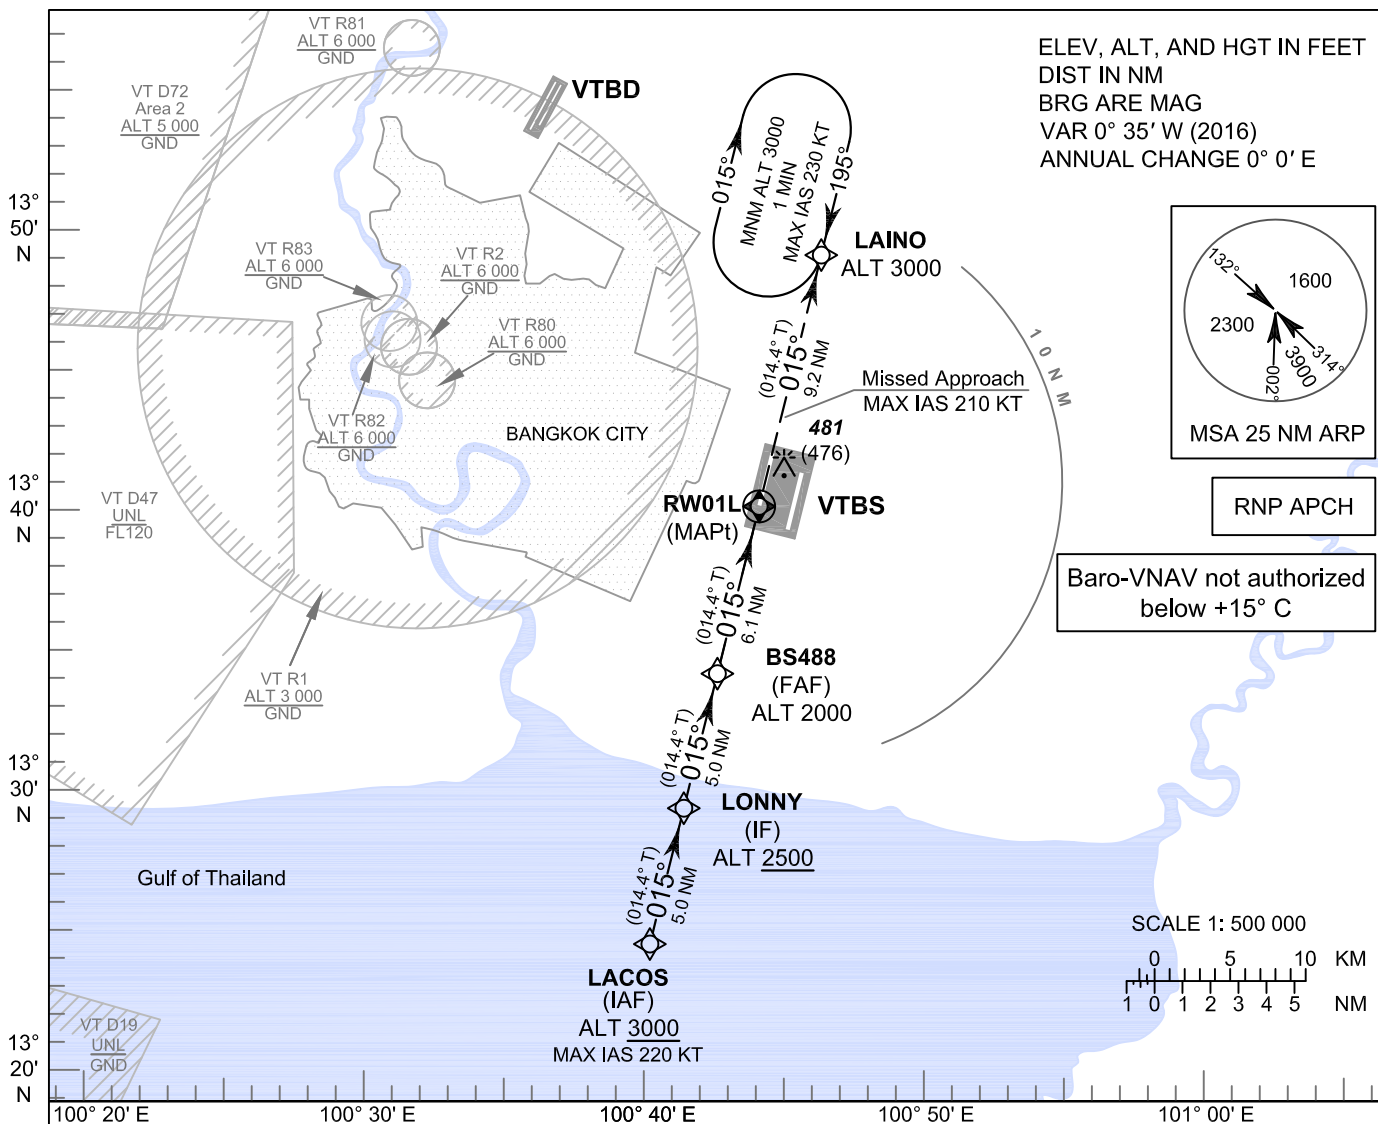 VT R81
ALT 6 000
GND
VT D72
Area 2
ALT 5 000
GND
VTBD
ELEV, ALT, AND HGT IN FEET
DIST IN NM
BRG ARE MAG
VAR 0° 35' W (2016)
ANNUAL CHANGE 0° 0' E
015°
MNM ALT 3000
1 MIN
MAX IAS 230 KT
195°
LAINO
ALT 3000
13°
50'
N
VT R83
ALT 6 000
GND
VT R2
ALT 6 000
GND
VT R80
ALT 6 000
GND
VT R82
ALT 6 000
GND
132°
1600
2300
3900
314°
002°
MSA 25 NM ARP
10 NM
(014.4° T)
015°
9.2 NM
Missed Approach
MAX IAS 210 KT
BANGKOK CITY
481
(476)
13°
40'
N
VT D47
UNL
FL120
RW01L
(MAPt)
VTBS
RNP APCH
Baro-VNAV not authorized
below +15° C
(014.4° T)
015°
6.1 NM
BS488
(FAF)
ALT 2000
VT R1
ALT 3 000
GND
(014.4° T)
015°
5.0 NM
13°
30'
N
LONNY
(IF)
ALT 2500
Gulf of Thailand
(014.4° T)
015°
5.0 NM
LACOS
(IAF)
ALT 3000
MAX IAS 220 KT
SCALE 1: 500 000
0 5 10 KM
1 0 1 2 3 4 5 NM
VT D19
UNL
GND
13°
20'
N
100° 20' E 100° 30' E 100° 40' E 100° 50' E 101° 00' E